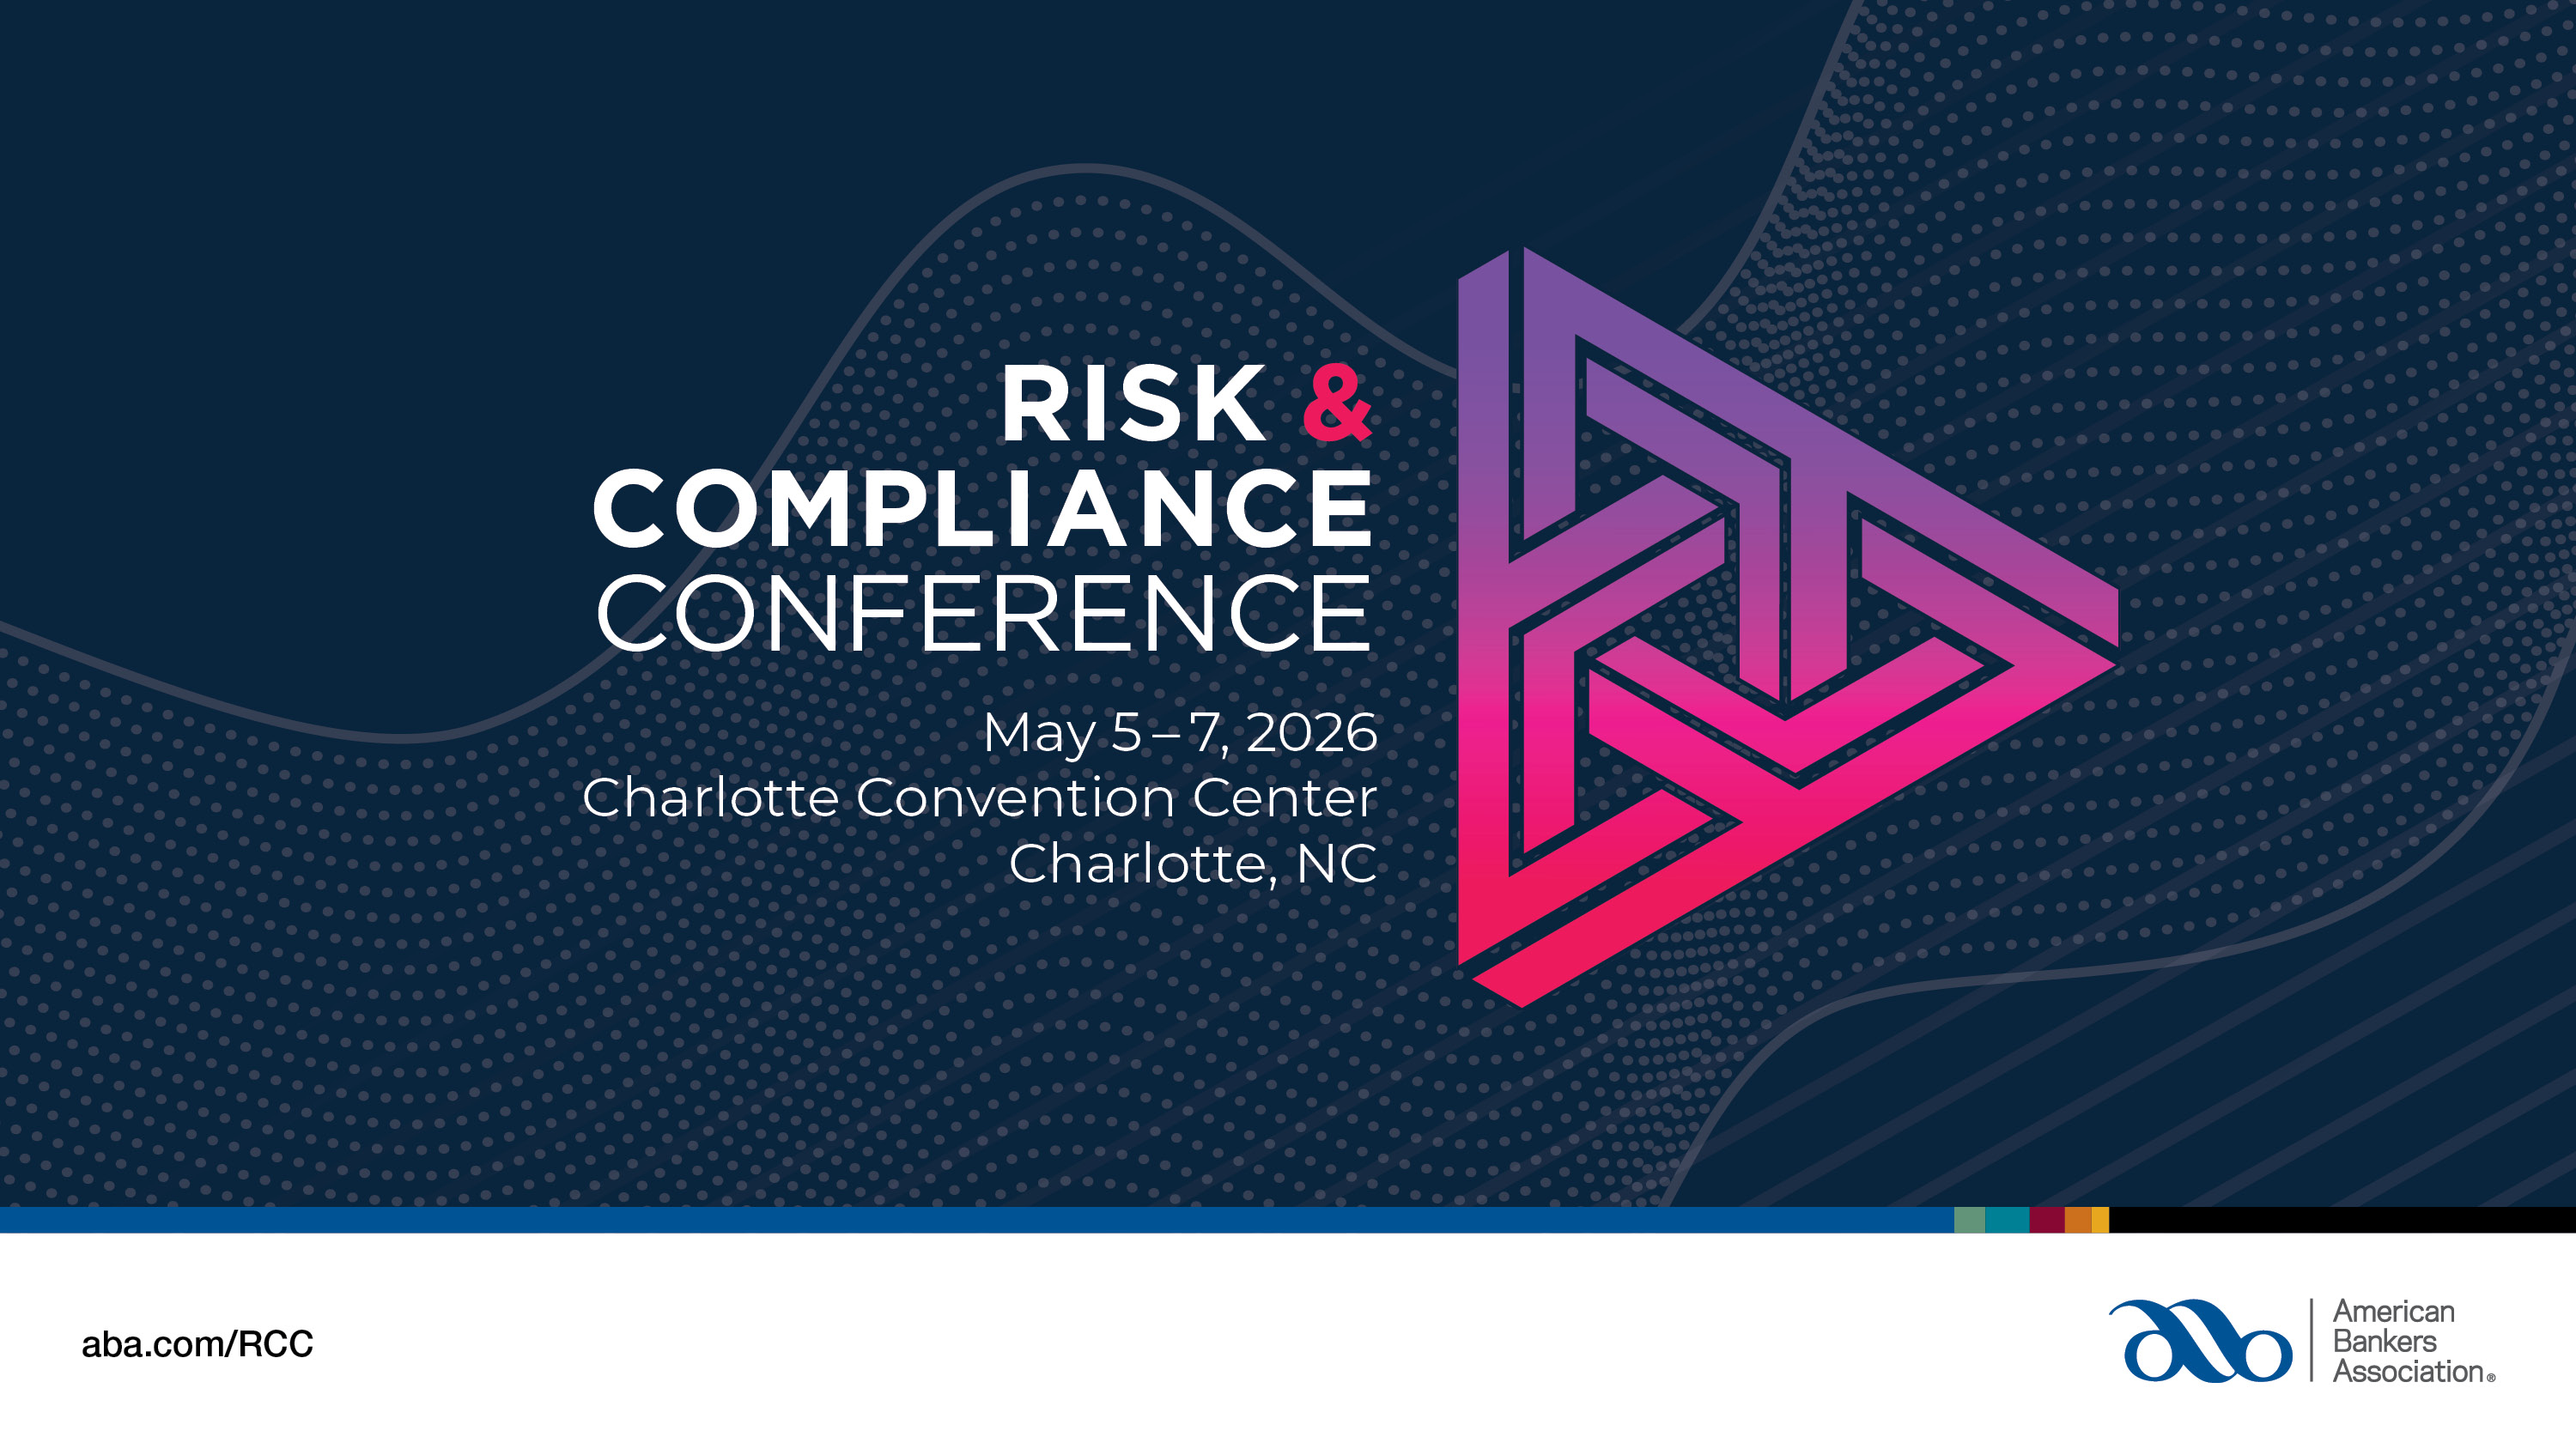 RISK &
COMPLIANCE
CONFERENCE
May 5 – 7, 2026
Charlotte Convention Center
Charlotte, NC
aba.com/RCC
American
Bankers
Association®